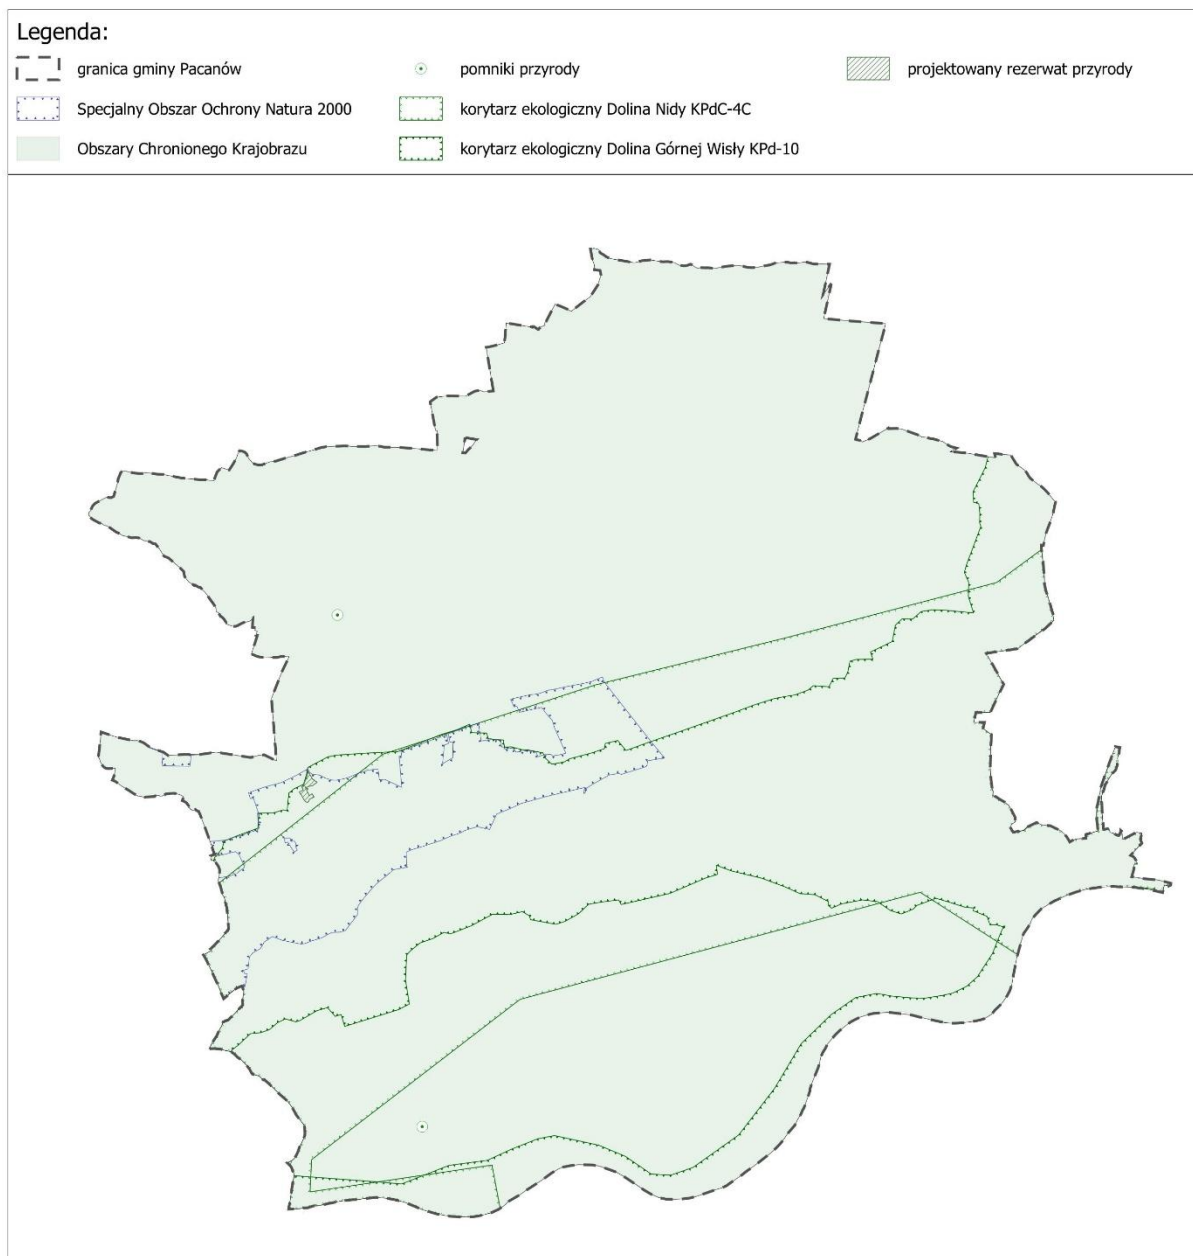 Legenda:
granica gminy Pacanów
pomniki przyrody
projektowany rezerwat przyrody
Specjalny Obszar Ochrony Natura 2000
korytarz ekologiczny Dolina Nidy KPdC-4C
Obszary Chronionego Krajobrazu
korytarz ekologiczny Dolina Górnej Wisły KPd-10